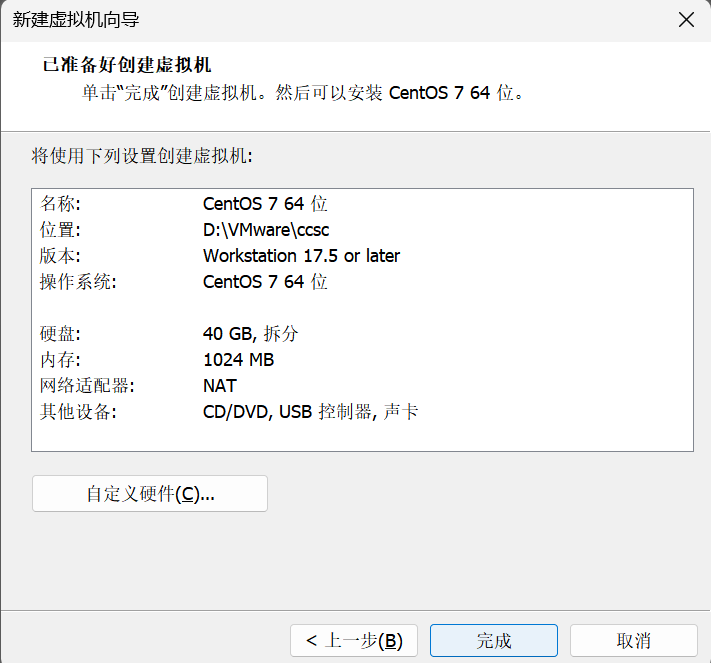 新建虚拟机向导
已准备好创建虚拟机
单击“完成”创建虚拟机。然后可以安装 CentOS 7 64 位。
将使用下列设置创建虚拟机:
名称: CentOS 7 64 位
位置: D:\VMware\ccsc
版本: Workstation 17.5 or later
操作系统: CentOS 7 64 位
硬盘: 40 GB, 拆分
内存: 1024 MB
网络适配器: NAT
其他设备: CD/DVD, USB 控制器, 声卡
自定义硬件(C)...
< 上一步(B) 完成 取消